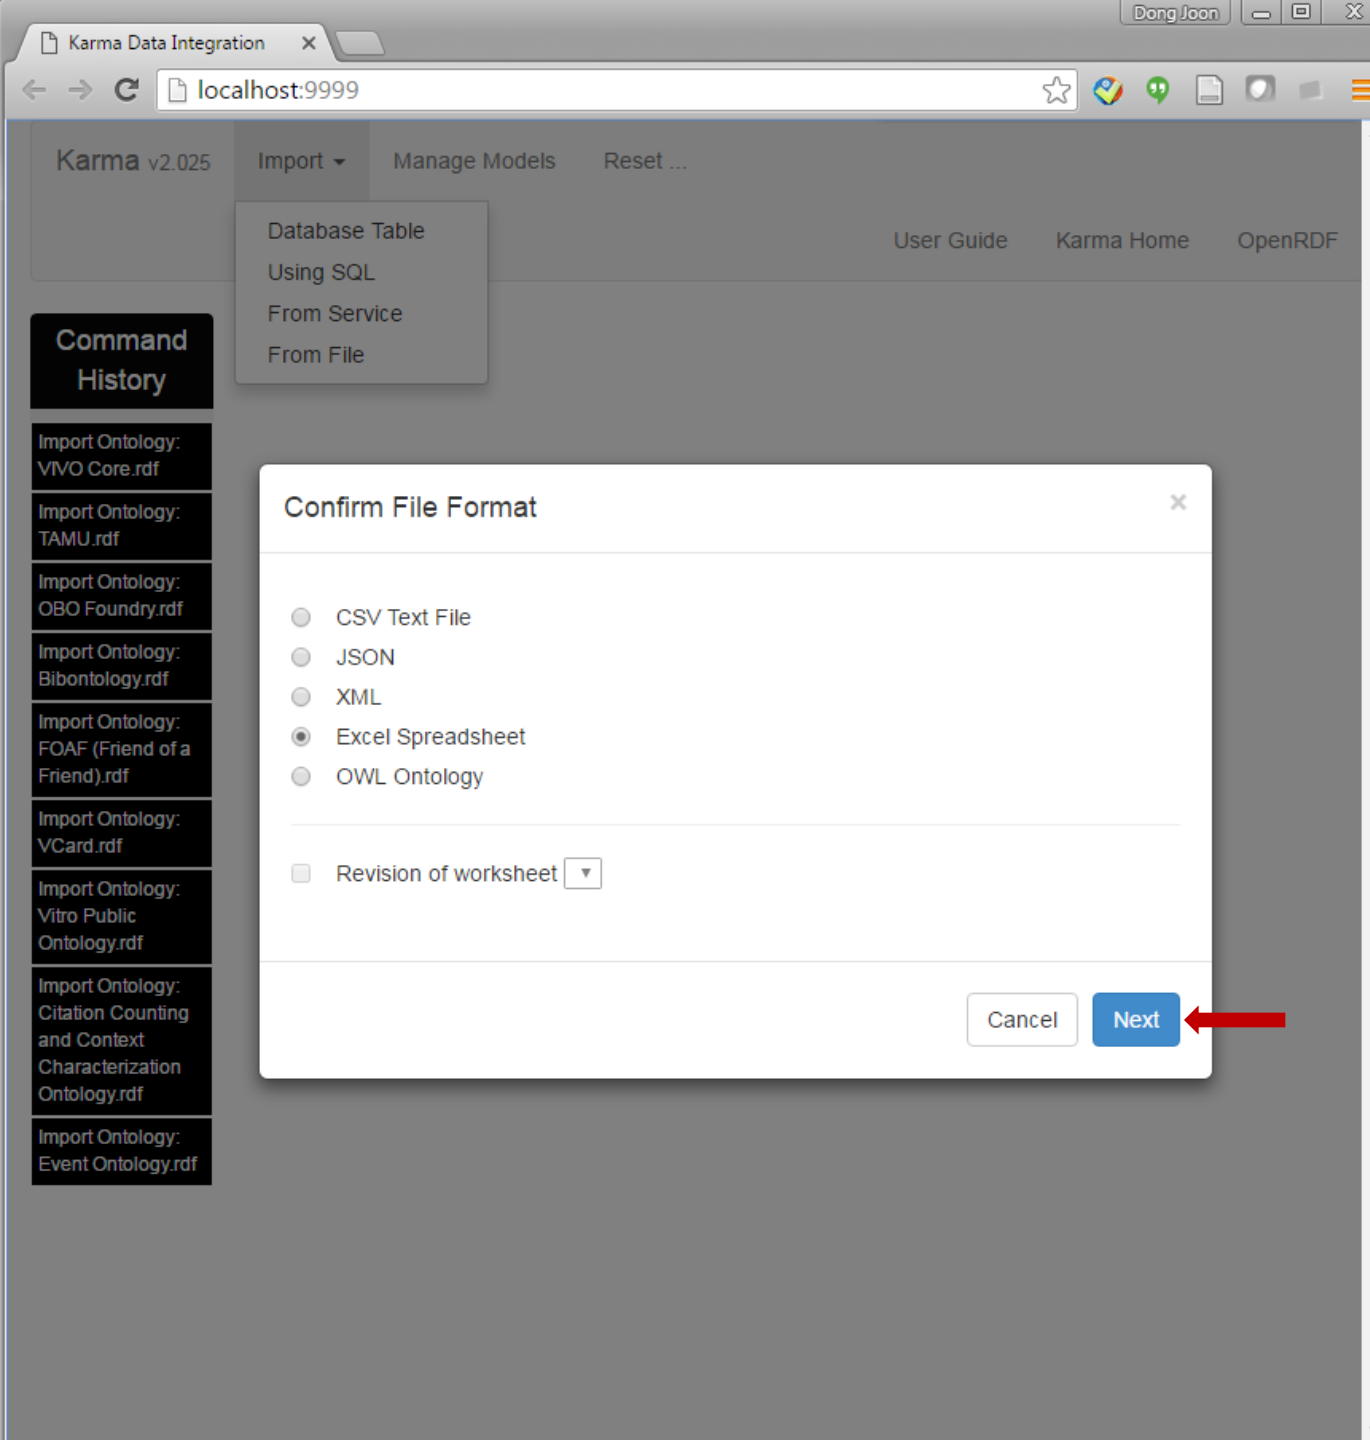 Dong Joon
Karma Data Integration
localhost:9999
Karma v2.025
Import
Manage Models
Reset ...
Database Table
Using SQL
From Service
From File
User Guide
Karma Home
OpenRDF
Command
History
Import Ontology:
VIVO Core.rdf
Import Ontology:
TAMU.rdf
Import Ontology:
OBO Foundry.rdf
Import Ontology:
Bibontology.rdf
Import Ontology:
FOAF (Friend of a
Friend).rdf
Import Ontology:
VCard.rdf
Import Ontology:
Vitro Public
Ontology.rdf
Import Ontology:
Citation Counting
and Context
Characterization
Ontology.rdf
Import Ontology:
Event Ontology.rdf
Confirm File Format
CSV Text File
JSON
XML
Excel Spreadsheet
OWL Ontology
Revision of worksheet
Cancel
Next